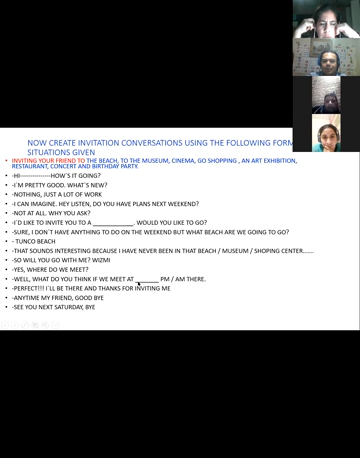 NOW CREATE INVITATION CONVERSATIONS USING THE FOLLOWING FORM
SITUATIONS GIVEN
• INVITING YOUR FRIEND TO THE BEACH, TO THE MUSEUM, CINEMA, GO SHOPPING , AN ART EXHIBITION,
RESTAURANT, CONCERT AND BIRTHDAY PARTY.
• -HI---------------HOW´S IT GOING?
• -I´M PRETTY GOOD. WHAT´S NEW?
• -NOTHING, JUST A LOT OF WORK
• -I CAN IMAGINE. HEY LISTEN, DO YOU HAVE PLANS NEXT WEEKEND?
• -NOT AT ALL. WHY YOU ASK?
• -I´D LIKE TO INVITE YOU TO A ____________. WOULD YOU LIKE TO GO?
• -SURE, I DON´T HAVE ANYTHING TO DO ON THE WEEKEND BUT WHAT BEACH ARE WE GOING TO GO?
• - TUNCO BEACH
• -THAT SOUNDS INTERESTING BECAUSE I HAVE NEVER BEEN IN THAT BEACH / MUSEUM / SHOPING CENTER......
• -SO WILL YOU GO WITH ME? WIZMI
• -YES, WHERE DO WE MEET?
• -WELL, WHAT DO YOU THINK IF WE MEET AT _______ PM / AM THERE.
• -PERFECT!!! I´LL BE THERE AND THANKS FOR INVITING ME
• -ANYTIME MY FRIEND, GOOD BYE
• -SEE YOU NEXT SATURDAY, BYE